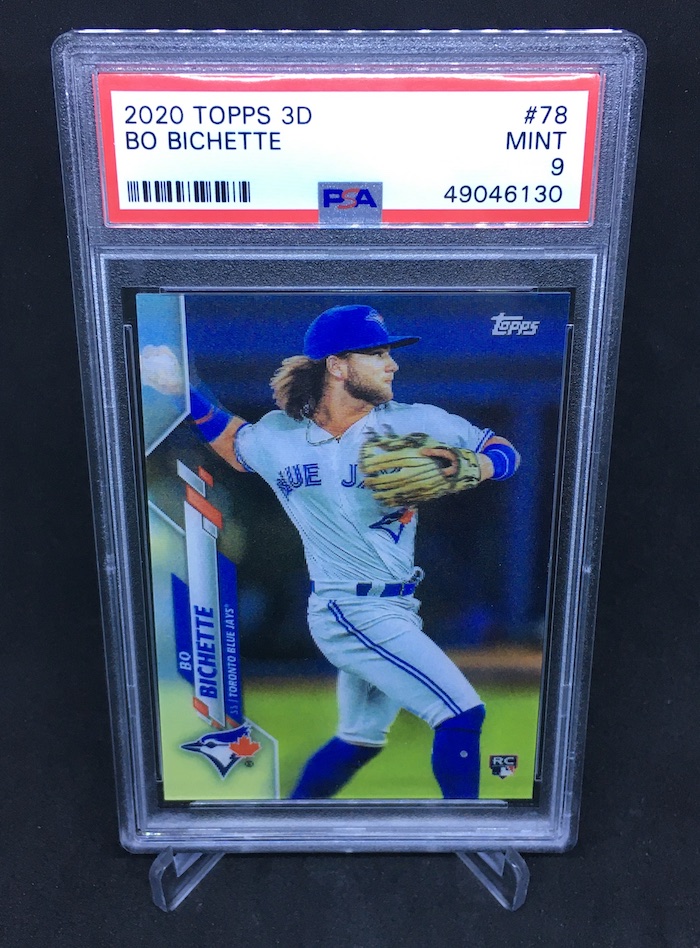 2020 TOPPS 3D #78
BO BICHETTE MINT
9
PSA 49046130
Topps
BLUE J
BO
BICHETTE
SS | TORONTO BLUE JAYS®
®
RC